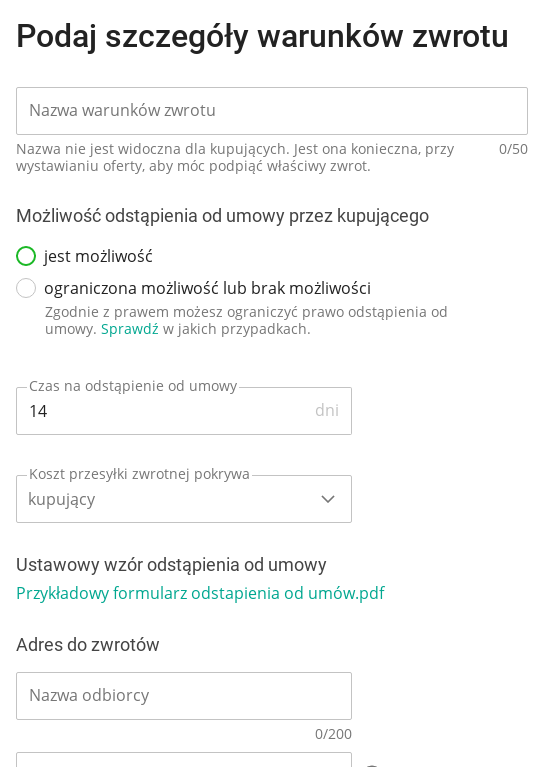 Podaj szczegóły warunków zwrotu
Nazwa warunków zwrotu
Nazwa nie jest widoczna dla kupujących. Jest ona konieczna, przy
wystawianiu oferty, aby móc podpiąć właściwy zwrot.
0/50
Możliwość odstąpienia od umowy przez kupującego
jest możliwość
ograniczona możliwość lub brak możliwości
Zgodnie z prawem możesz ograniczyć prawo odstąpienia od
umowy. Sprawdź w jakich przypadkach.
Czas na odstąpienie od umowy
14 dni
Koszt przesyłki zwrotnej pokrywa
kupujący
Ustawowy wzór odstąpienia od umowy
Przykładowy formularz odstapienia od umów.pdf
Adres do zwrotów
Nazwa odbiorcy
0/200